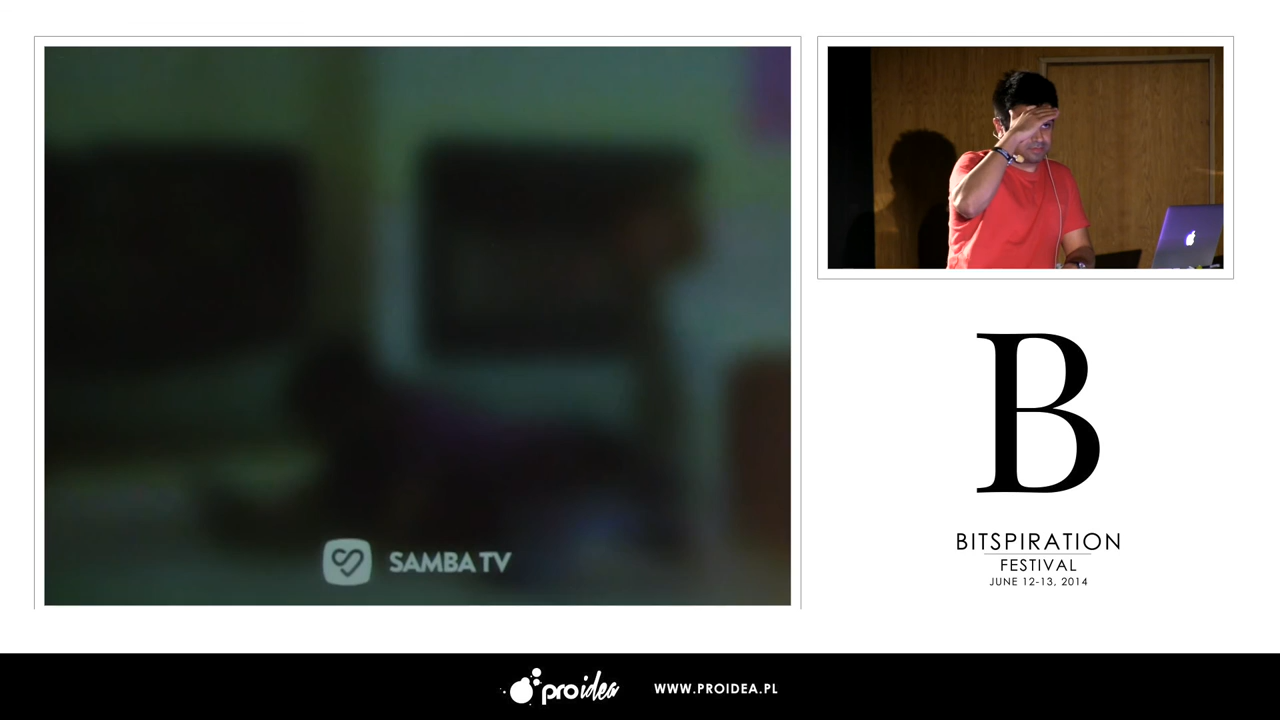 SAMBA TV
B
BITSPIRATION
FESTIVAL
JUNE 12-13, 2014
proidea
WWW.PROIDEA.PL